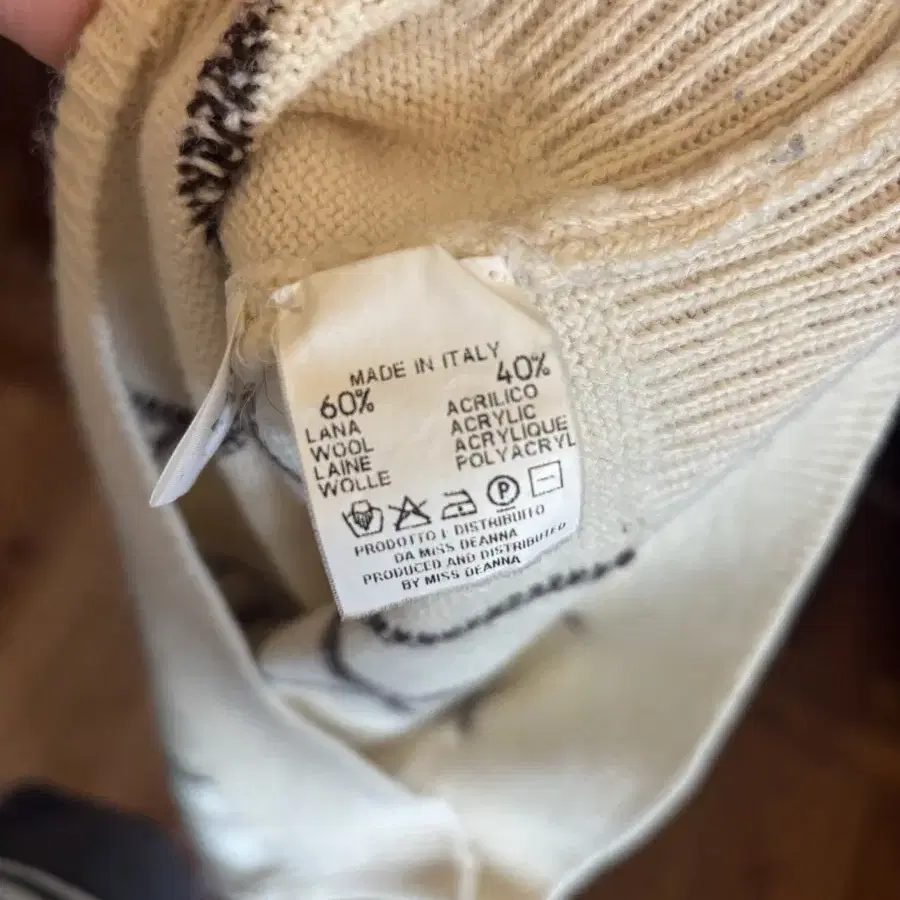 MADE IN ITALY
60%
LANA
WOOL
LAINE
WOLLE
40%
ACRILICO
ACRYLIC
ACRYLIQUE
POLYACRYL
P
PRODOTTO E DISTRIBUITO
DA MISS DEANNA
PRODUCED AND DISTRIBUTED
BY MISS DEANNA